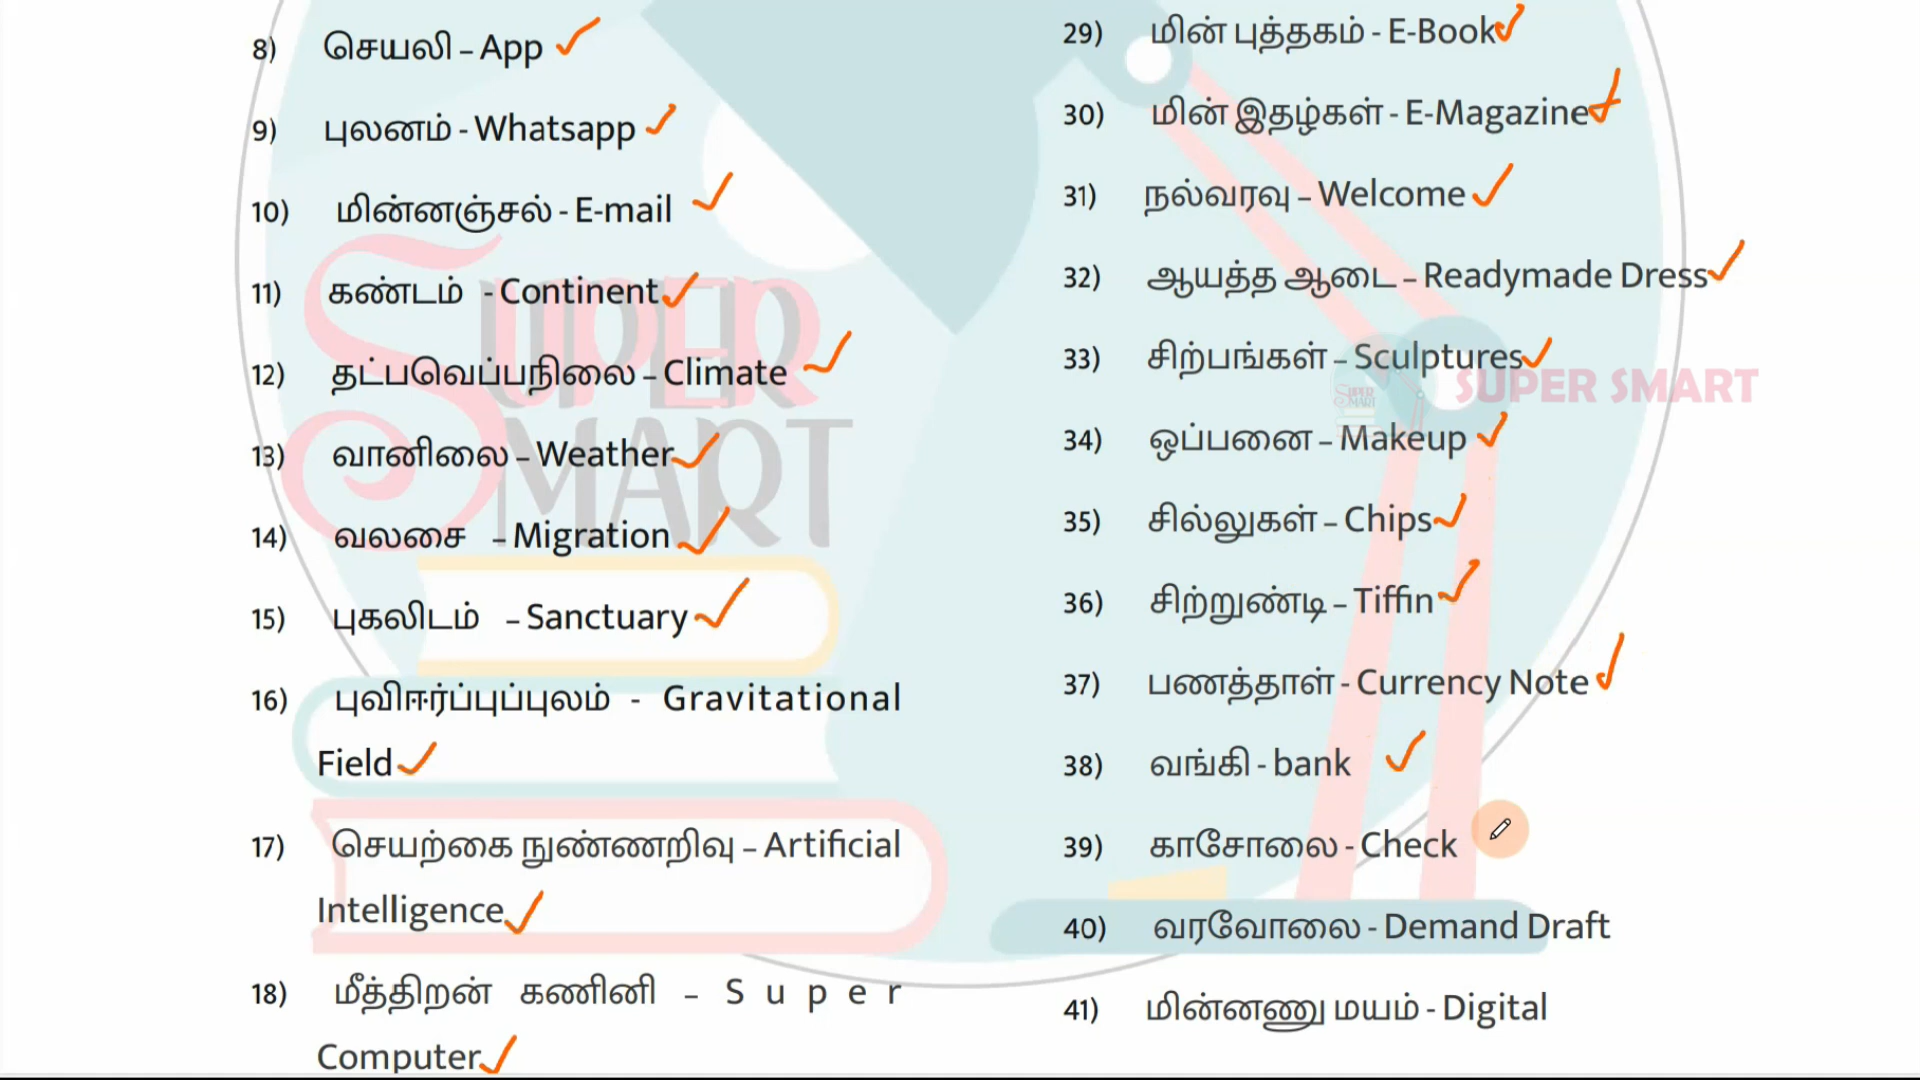 8) செயலி – App
9) புலனம் - Whatsapp
10) மின்னஞ்சல் - E-mail
11) கண்டம் - Continent
12) தட்பவெப்பநிலை – Climate
13) வானிலை – Weather
14) வலசை – Migration
15) புகலிடம் – Sanctuary
16) புவிஈர்ப்புப்புலம் - Gravitational
Field
17) செயற்கை நுண்ணறிவு – Artificial
Intelligence
18) மீத்திறன் கணினி – Super
Computer
29) மின் புத்தகம் - E-Book
30) மின் இதழ்கள் - E-Magazine
31) நல்வரவு – Welcome
32) ஆயத்த ஆடை – Readymade Dress
33) சிற்பங்கள் – Sculptures
34) ஒப்பனை – Makeup
35) சில்லுகள் – Chips
36) சிற்றுண்டி – Tiffin
37) பணத்தாள் - Currency Note
38) வங்கி - bank
39) காசோலை - Check
40) வரவோலை - Demand Draft
41) மின்னணு மயம் - Digital
SUPER
SMART
SUPER SMART
SUPER
SMART